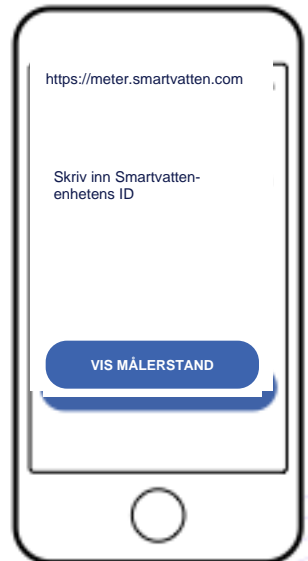 https://meter.smartvatten.com
Skriv inn Smartvatten-
enhetens ID
VIS MÅLERSTAND